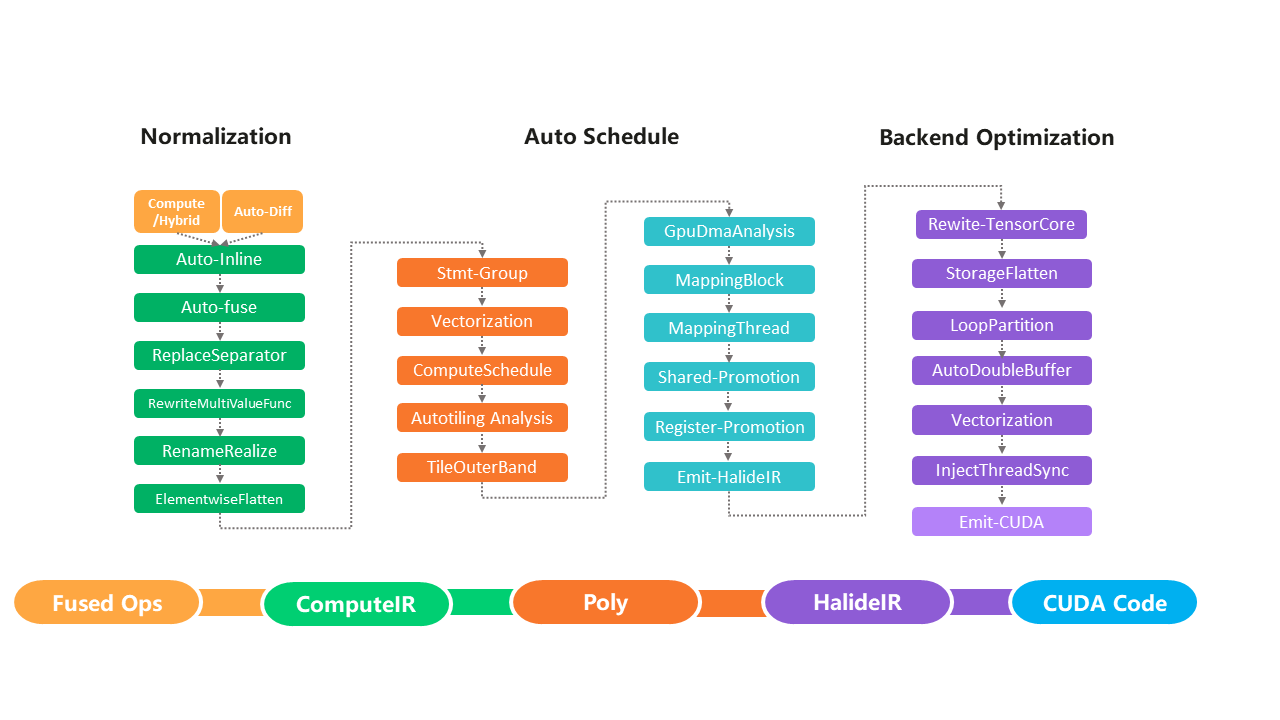 Normalization
Auto Schedule
Backend Optimization
Compute
/Hybrid
Auto-Diff
Auto-Inline
Auto-fuse
ReplaceSeparator
RewriteMultiValueFunc
RenameRealize
ElementwiseFlatten
Stmt-Group
Vectorization
ComputeSchedule
Autotiling Analysis
TileOuterBand
GpuDmaAnalysis
MappingBlock
MappingThread
Shared-Promotion
Register-Promotion
Emit-HalideIR
Rewite-TensorCore
StorageFlatten
LoopPartition
AutoDoubleBuffer
Vectorization
InjectThreadSync
Emit-CUDA
Fused Ops
ComputeIR
Poly
HalideIR
CUDA Code